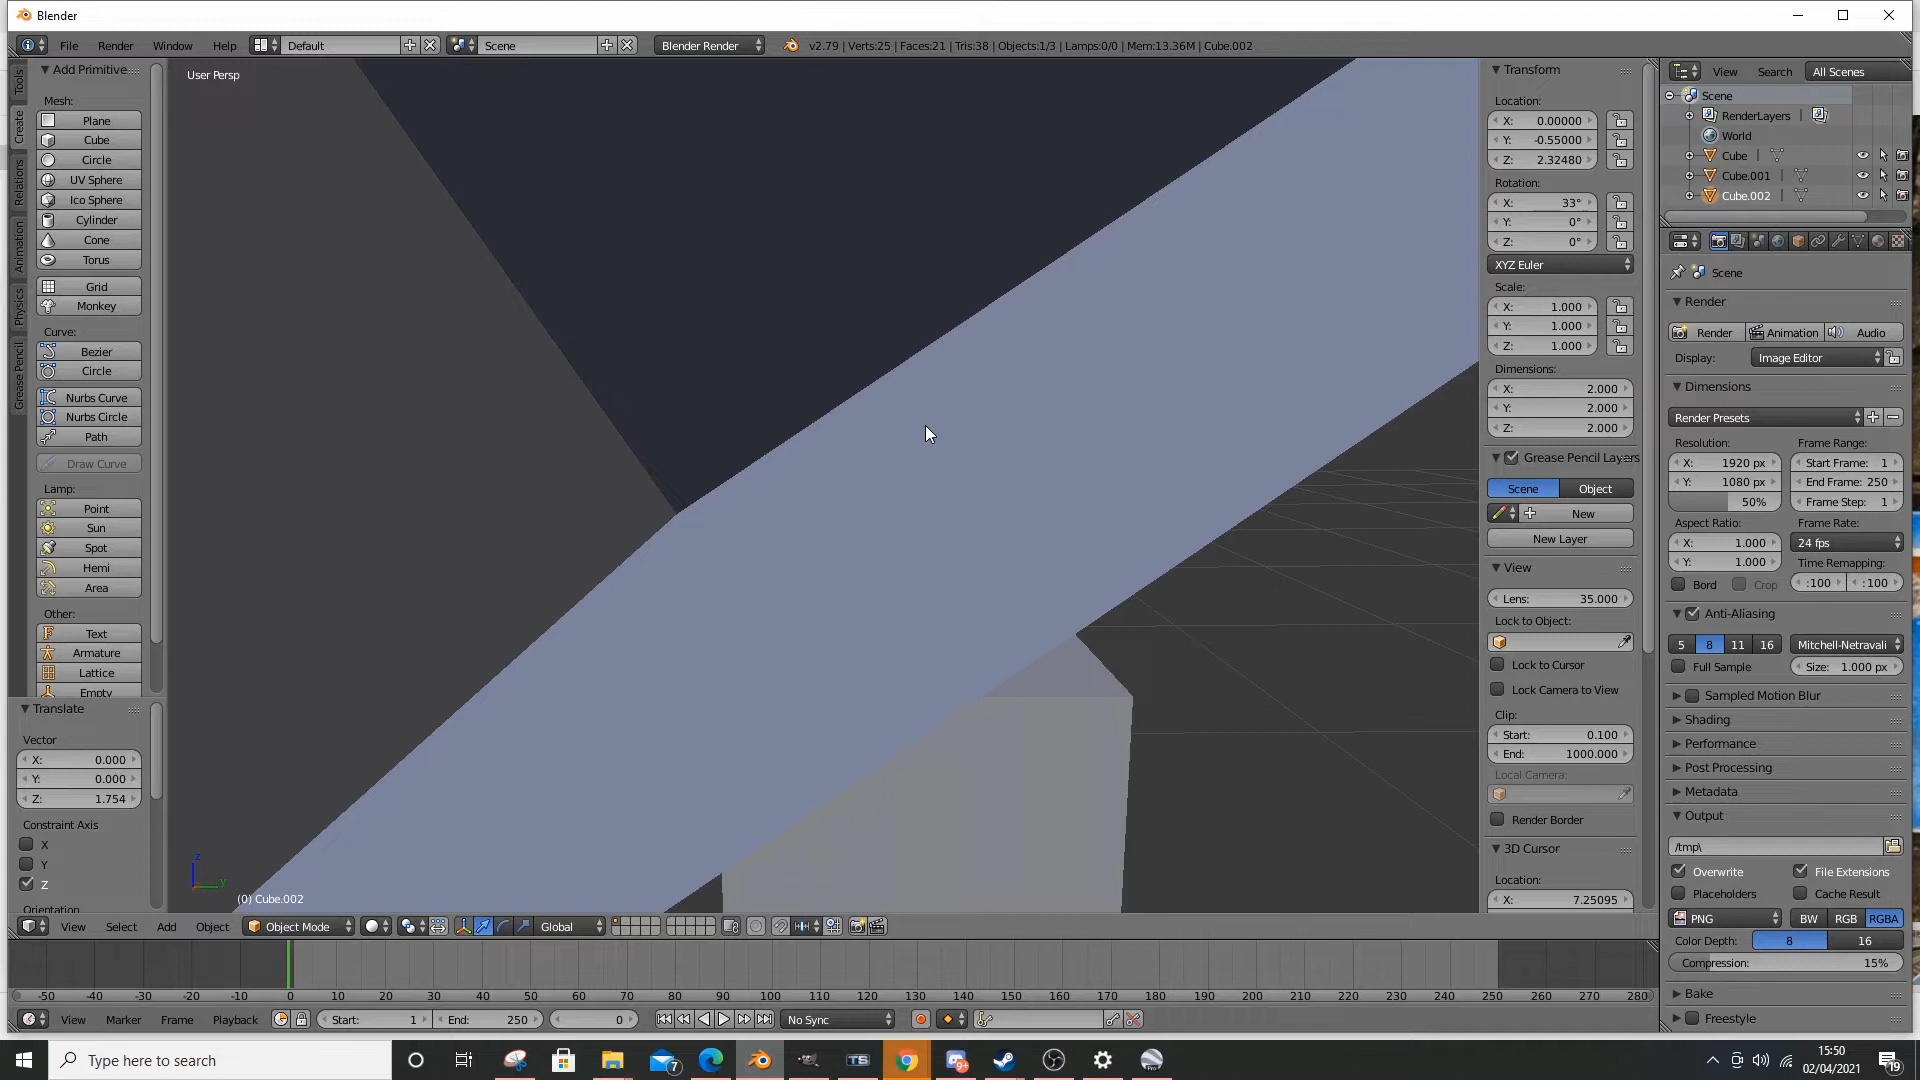 Blender
File Render Window Help Default Scene Blender Render v2.79 | Verts:25 | Faces:21 | Tris:38 | Objects:1/3 | Lamps:0/0 | Mem:13.36M | Cube.002
Tools
Create
Relations
Animation
Physics
Grease Pencil
Add Primitive
Mesh:
Plane
Cube
Circle
UV Sphere
Ico Sphere
Cylinder
Cone
Torus
Grid
Monkey
Curve:
Bezier
Circle
Nurbs Curve
Nurbs Circle
Path
Draw Curve
Lamp:
Point
Sun
Spot
Hemi
Area
Other:
Text
Armature
Lattice
Empty
Translate
Vector
X: 0.000
Y: 0.000
Z: 1.754
Constraint Axis
X
Y
Z
Orientation
User Persp
z
y
(0) Cube.002
Transform
Location:
X: 0.00000
Y: -0.55000
Z: 2.32480
Rotation:
X: 33°
Y: 0°
Z: 0°
XYZ Euler
Scale:
X: 1.000
Y: 1.000
Z: 1.000
Dimensions:
X: 2.000
Y: 2.000
Z: 2.000
Grease Pencil Layers
Scene Object
New
New Layer
View
Lens: 35.000
Lock to Object:
Lock to Cursor
Lock Camera to View
Clip:
Start: 0.100
End: 1000.000
Local Camera:
Render Border
3D Cursor
Location:
X: 7.25095
View Search All Scenes
Scene
RenderLayers
World
Cube
Cube.001
Cube.002
Scene
Render
Render Animation Audio
Display: Image Editor
Dimensions
Render Presets
Resolution: Frame Range:
X: 1920 px Start Frame: 1
Y: 1080 px End Frame: 250
50% Frame Step: 1
Aspect Ratio: Frame Rate:
X: 1.000 24 fps
Y: 1.000 Time Remapping:
Bord Crop :100 :100
Anti-Aliasing
5 8 11 16 Mitchell-Netravali
Full Sample Size: 1.000 px
Sampled Motion Blur
Shading
Performance
Post Processing
Metadata
Output
/tmp\
Overwrite File Extensions
Placeholders Cache Result
PNG BW RGB RGBA
Color Depth: 8 16
Compression: 15%
Bake
Freestyle
View Select Add Object Object Mode Global
-50 -40 -30 -20 -10 0 10 20 30 40 50 60 70 80 90 100 110 120 130 140 150 160 170 180 190 200 210 220 230 240 250 260 270 280
View Marker Frame Playback Start: 1 End: 250 0 No Sync
Type here to search 7 TS 9+ 15:50 19
02/04/2021